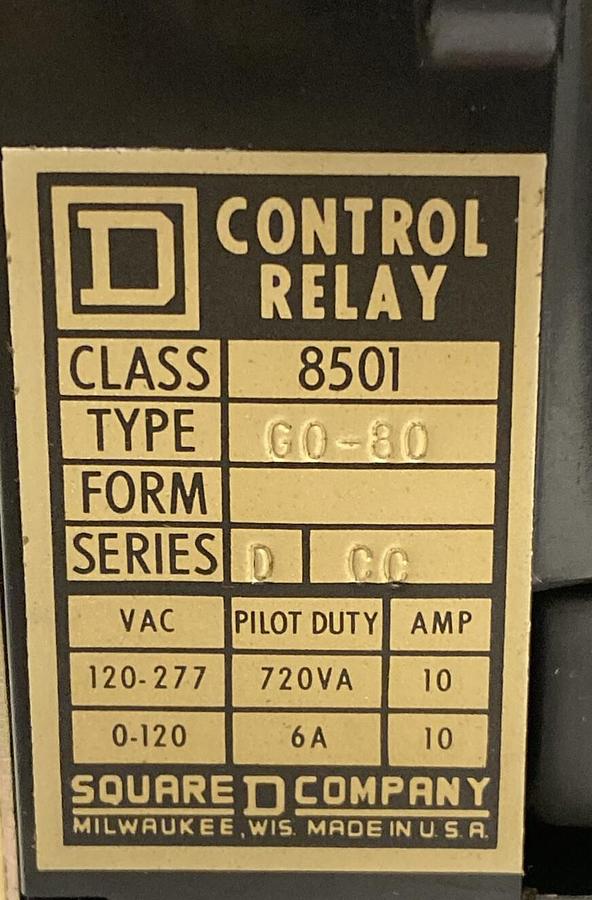 D CONTROL
RELAY
CLASS 8501
TYPE GO-80
FORM
SERIES D CC
VAC PILOT DUTY AMP
120-277 720VA 10
0-120 6A 10
SQUARE D COMPANY
MILWAUKEE, WIS. MADE IN U.S.A.